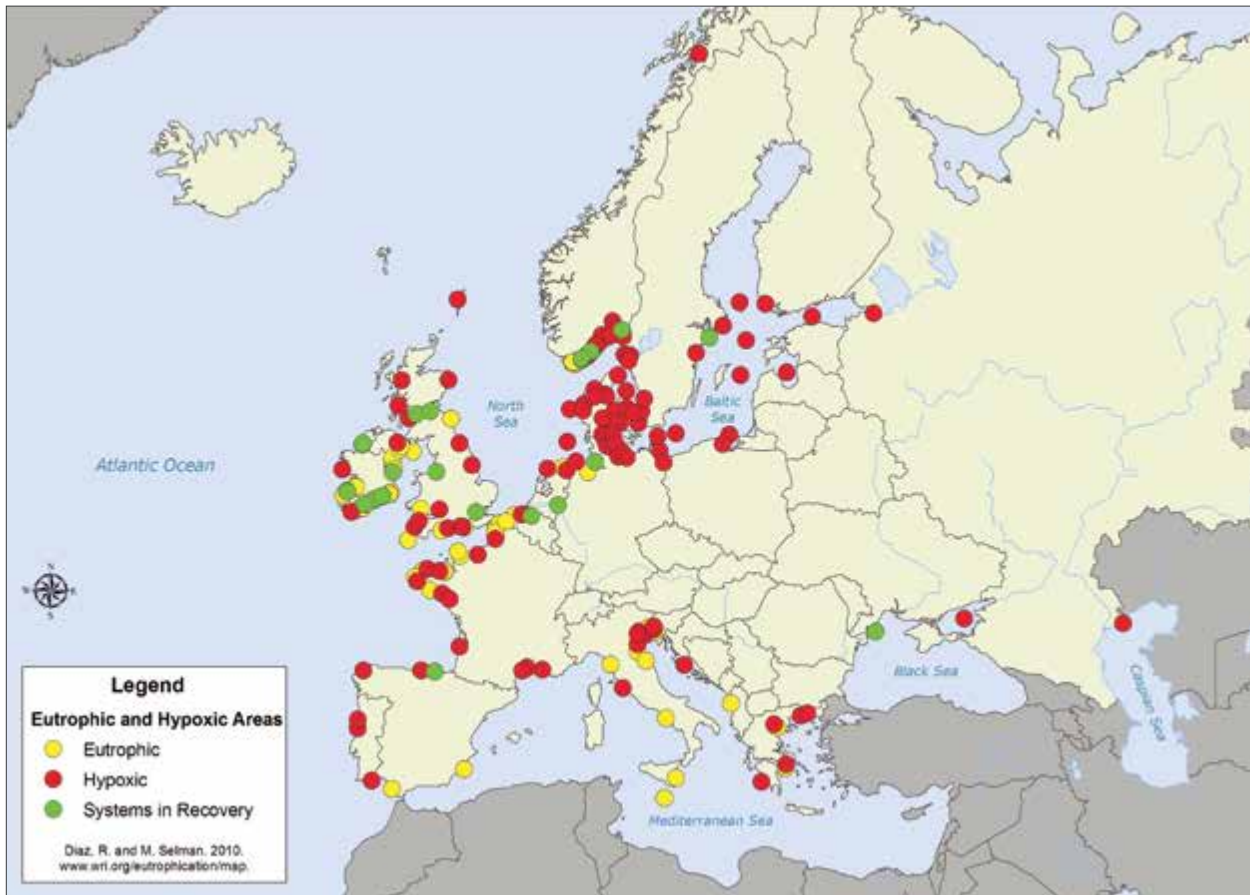 North
Sea
Baltic
Sea
Atlantic Ocean
N
W
E
S
Black Sea
Caspian Sea
Mediterranean Sea
Legend
Eutrophic and Hypoxic Areas
Eutrophic
Hypoxic
Systems in Recovery
Diaz, R. and M. Selman. 2010.
www.wri.org/eutrophication/map.